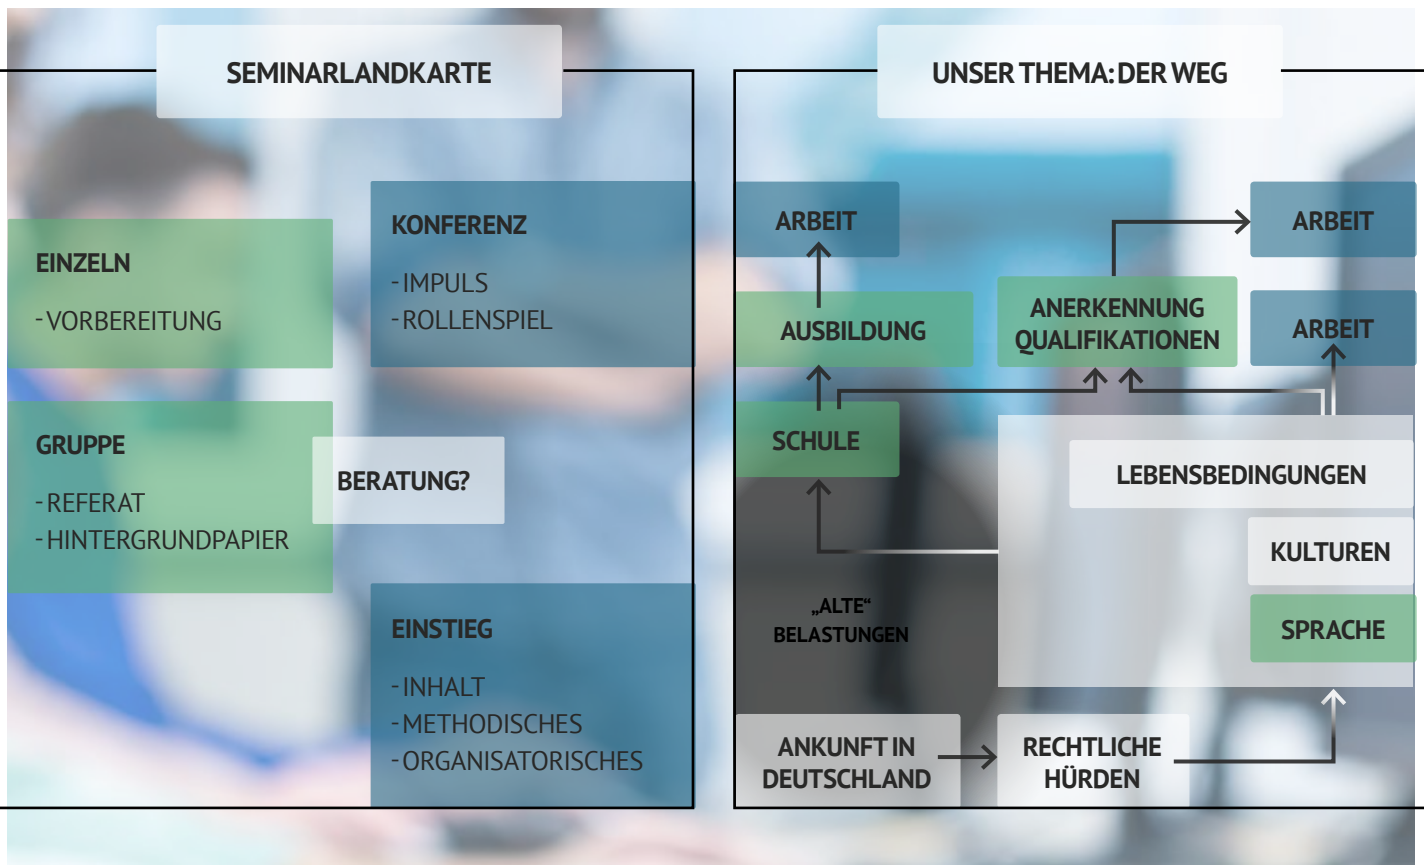 SEMINARLANDKARTE
EINZELN
- VORBEREITUNG
KONFERENZ
- IMPULS
- ROLLENSPIEL
GRUPPE
- REFERAT
- HINTERGRUNDPAPIER
BERATUNG?
EINSTIEG
- INHALT
- METHODISCHES
- ORGANISATORISCHES
UNSER THEMA: DER WEG
ARBEIT
ARBEIT
AUSBILDUNG
ANERKENNUNG
QUALIFIKATIONEN
ARBEIT
SCHULE
LEBENSBEDINGUNGEN
KULTUREN
„ALTE“
BELASTUNGEN
SPRACHE
ANKUNFT IN
DEUTSCHLAND
RECHTLICHE
HÜRDEN